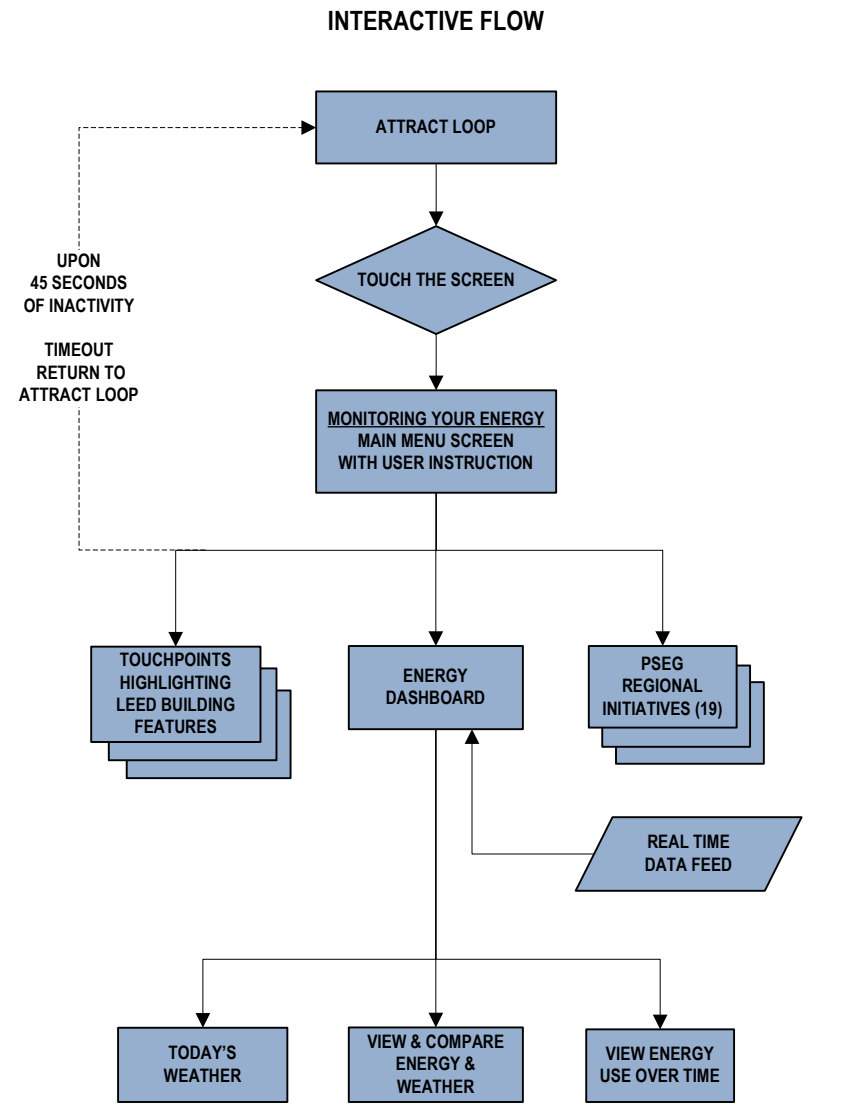 INTERACTIVE FLOW
ATTRACT LOOP
UPON
45 SECONDS
OF INACTIVITY
TIMEOUT
RETURN TO
ATTRACT LOOP
TOUCH THE SCREEN
MONITORING YOUR ENERGY
MAIN MENU SCREEN
WITH USER INSTRUCTION
TOUCHPOINTS
HIGHLIGHTING
LEED BUILDING
FEATURES
ENERGY
DASHBOARD
PSEG
REGIONAL
INITIATIVES (19)
REAL TIME
DATA FEED
TODAY'S
WEATHER
VIEW & COMPARE
ENERGY &
WEATHER
VIEW ENERGY
USE OVER TIME